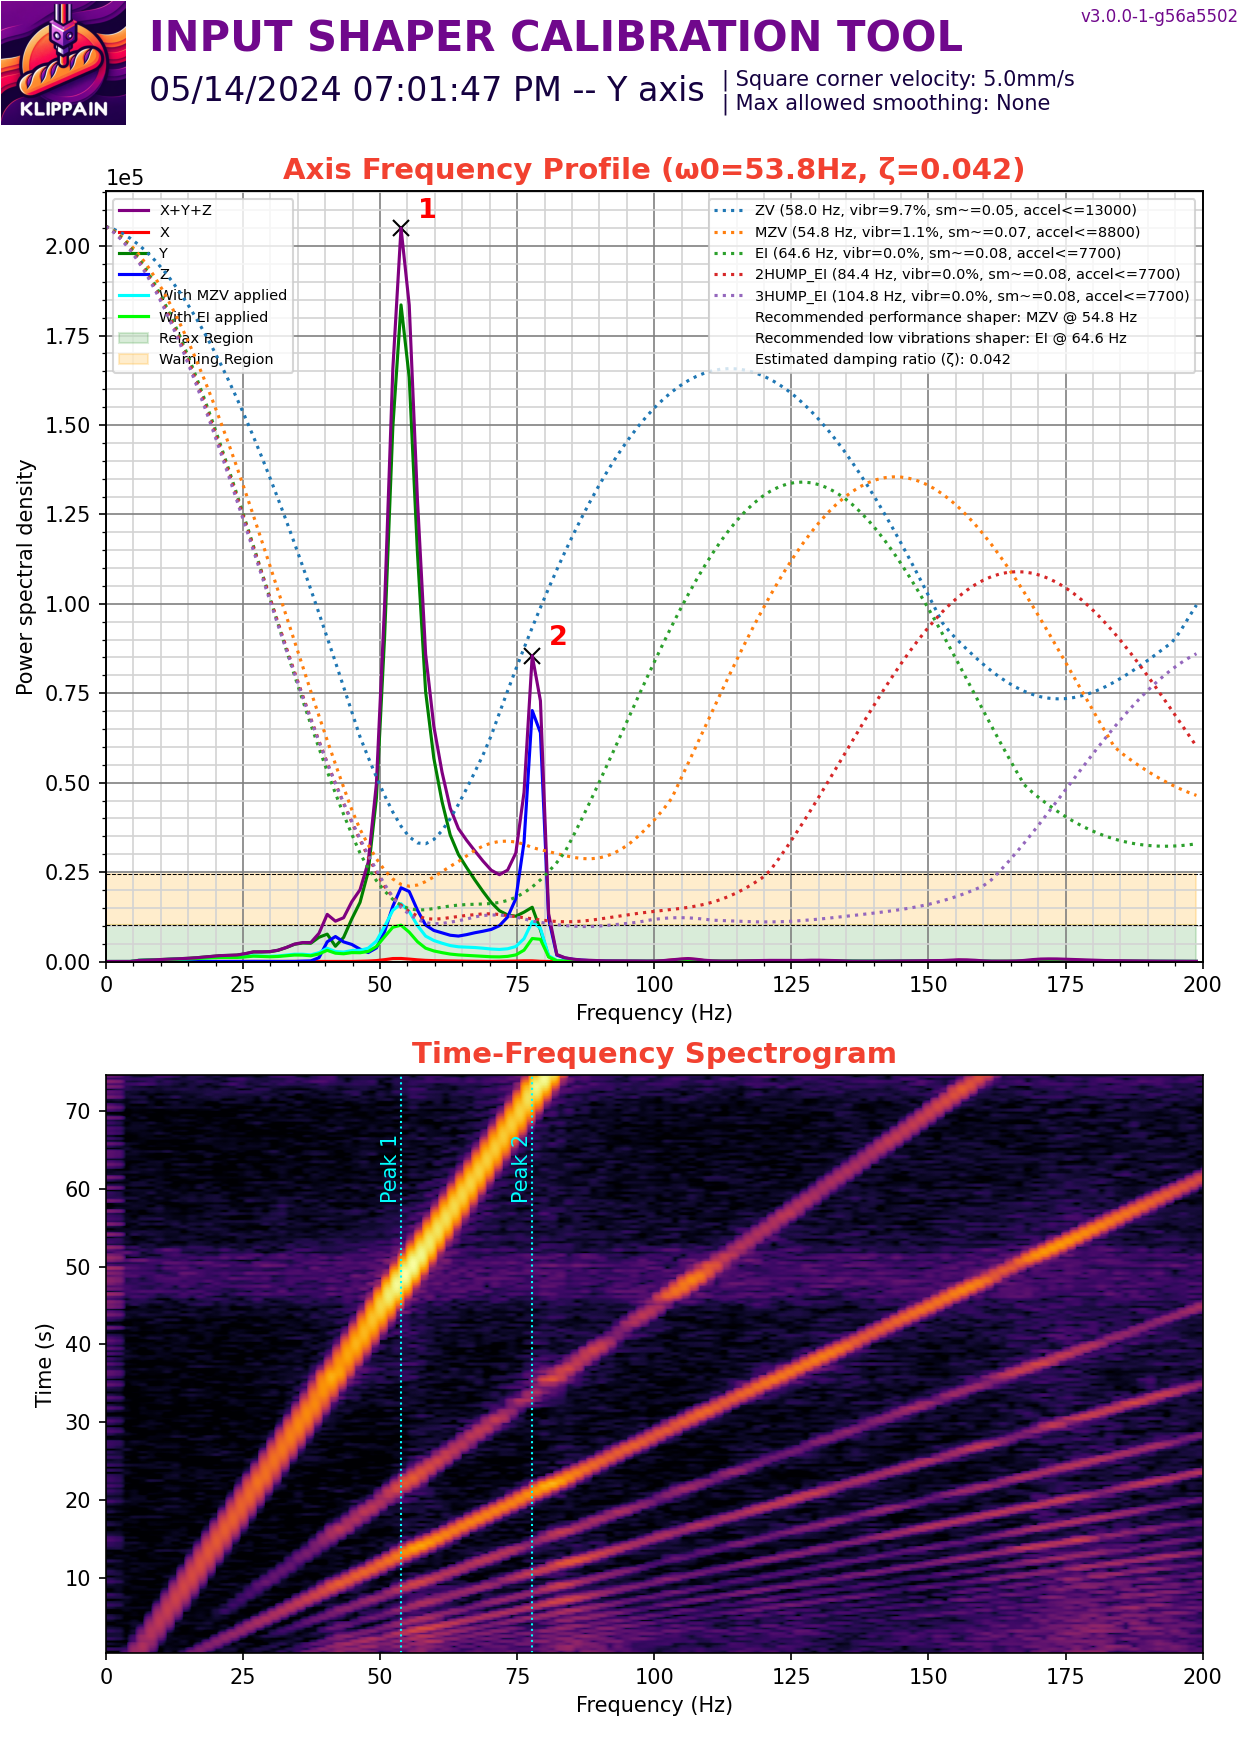 v3.0.0-1-g56a5502
INPUT SHAPER CALIBRATION TOOL
05/14/2024 07:01:47 PM -- Y axis
| Square corner velocity: 5.0mm/s
| Max allowed smoothing: None
KLIPPAIN
Axis Frequency Profile (ω0=53.8Hz, ζ=0.042)
1e5
X+Y+Z
X
Y
Z
With MZV applied
With EI applied
Relax Region
Warning Region
1
2
ZV (58.0 Hz, vibr=9.7%, sm~=0.05, accel<=13000)
MZV (54.8 Hz, vibr=1.1%, sm~=0.07, accel<=8800)
EI (64.6 Hz, vibr=0.0%, sm~=0.08, accel<=7700)
2HUMP_EI (84.4 Hz, vibr=0.0%, sm~=0.08, accel<=7700)
3HUMP_EI (104.8 Hz, vibr=0.0%, sm~=0.08, accel<=7700)
Recommended performance shaper: MZV @ 54.8 Hz
Recommended low vibrations shaper: EI @ 64.6 Hz
Estimated damping ratio (ζ): 0.042
Power spectral density
2.00
1.75
1.50
1.25
1.00
0.75
0.50
0.25
0.00
0 25 50 75 100 125 150 175 200
Frequency (Hz)
Time-Frequency Spectrogram
Time (s)
70
60
50
40
30
20
10
Peak 1
Peak 2
0 25 50 75 100 125 150 175 200
Frequency (Hz)